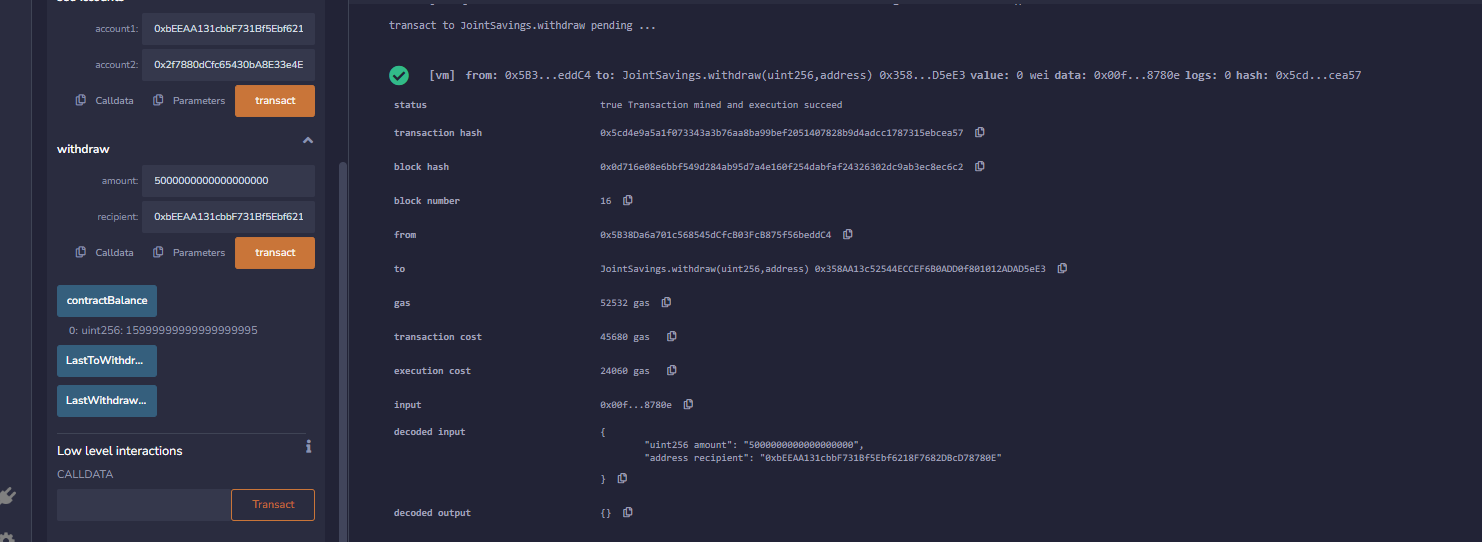 account1: 0xbEEAA131cbbF731Bf5Ebf621
account2: 0x2f7880dCfc65430bA8E33e4E
Calldata Parameters transact
withdraw
amount: 5000000000000000000
recipient: 0xbEEAA131cbbF731Bf5Ebf621
Calldata Parameters transact
contractBalance
0: uint256: 15999999999999999995
LastToWithdr...
LastWithdraw...
Low level interactions
CALLDATA
Transact
transact to JointSavings.withdraw pending ...
[vm] from: 0x5B3...eddC4 to: JointSavings.withdraw(uint256,address) 0x358...D5eE3 value: 0 wei data: 0x00f...8780e logs: 0 hash: 0x5cd...cea57
status true Transaction mined and execution succeed
transaction hash 0x5cd4e9a5a1f073343a3b76aa8ba99bef2051407828b9d4adcc1787315ebcea57
block hash 0x0d716e08e6bbf549d284ab95d7a4e160f254dabfaf24326302dc9ab3ec8ec6c2
block number 16
from 0x5B38Da6a701c568545dCfcB03FcB875f56beddC4
to JointSavings.withdraw(uint256,address) 0x358AA13c52544ECCEF6B0ADD0f801012ADAD5eE3
gas 52532 gas
transaction cost 45680 gas
execution cost 24060 gas
input 0x00f...8780e
decoded input {
"uint256 amount": "5000000000000000000",
"address recipient": "0xbEEAA131cbbF731Bf5Ebf6218F7682DBcD78780E"
}
decoded output {}